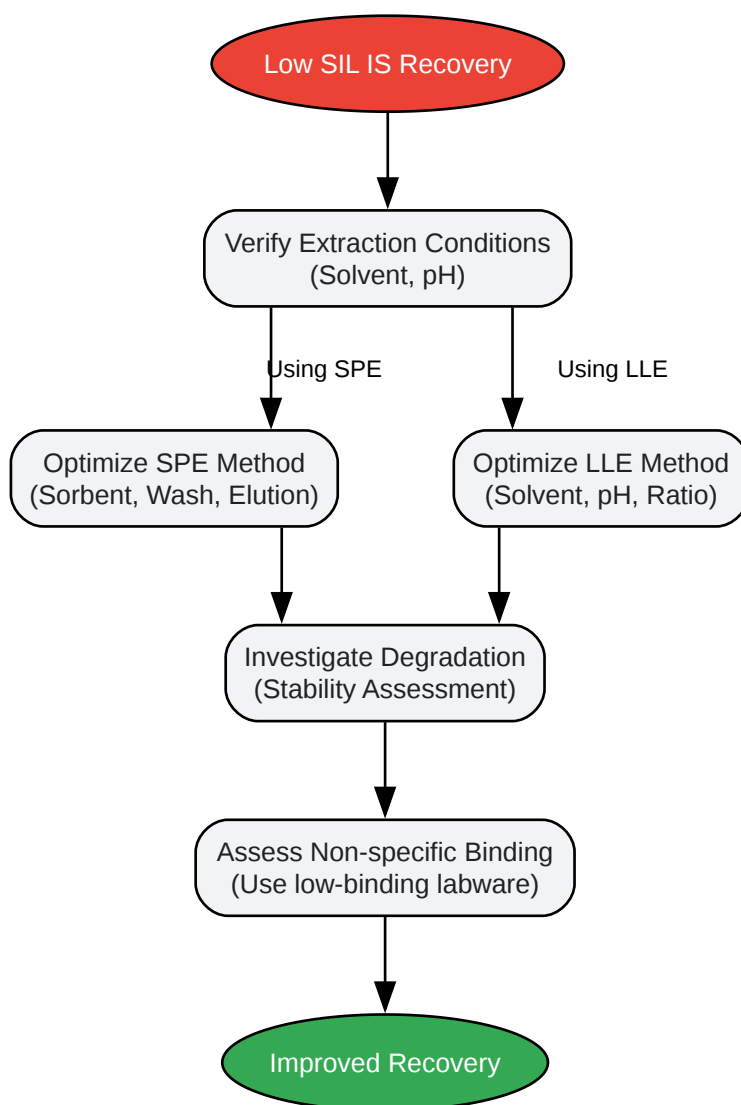 Low SIL IS Recovery
Verify Extraction Conditions
(Solvent, pH)
Using SPE
Using LLE
Optimize SPE Method
(Sorbent, Wash, Elution)
Optimize LLE Method
(Solvent, pH, Ratio)
Investigate Degradation
(Stability Assessment)
Assess Non-specific Binding
(Use low-binding labware)
Improved Recovery